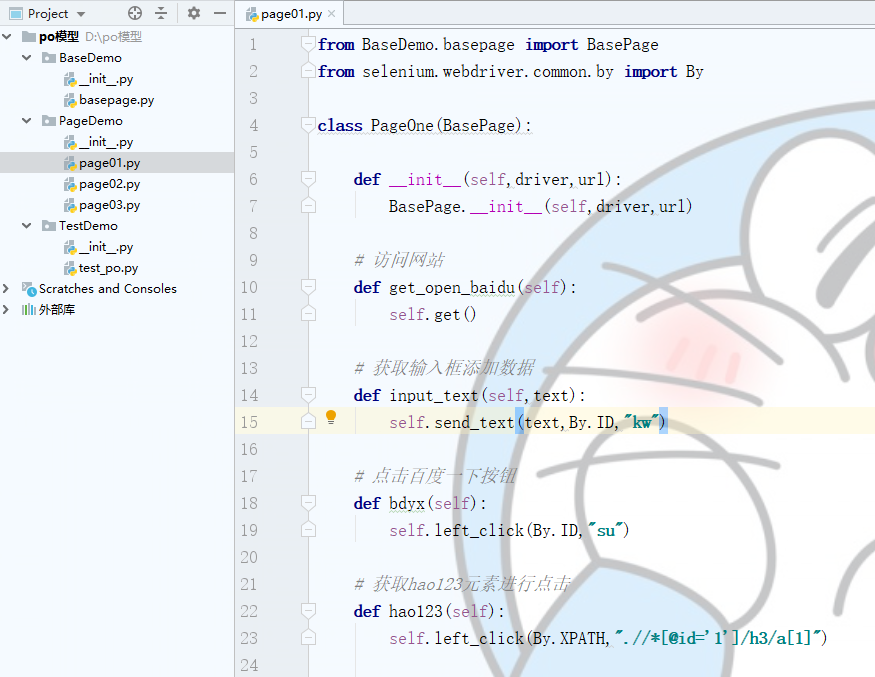 Project
page01.py
po模型 D:\po模型
BaseDemo
__init__.py
basepage.py
PageDemo
__init__.py
page01.py
page02.py
page03.py
TestDemo
__init__.py
test_po.py
Scratches and Consoles
外部库
1 from BaseDemo.basepage import BasePage
2 from selenium.webdriver.common.by import By
3
4 class PageOne(BasePage):
5
6 def __init__(self,driver,url):
7 BasePage.__init__(self,driver,url)
8
9 # 访问网站
10 def get_open_baidu(self):
11 self.get()
12
13 # 获取输入框添加数据
14 def input_text(self,text):
15 self.send_text(text,By.ID,"kw")
16
17 # 点击百度一下按钮
18 def bdyx(self):
19 self.left_click(By.ID,"su")
20
21 # 获取hao123元素进行点击
22 def hao123(self):
23 self.left_click(By.XPATH,".//*[@id='1']/h3/a[1]")
24